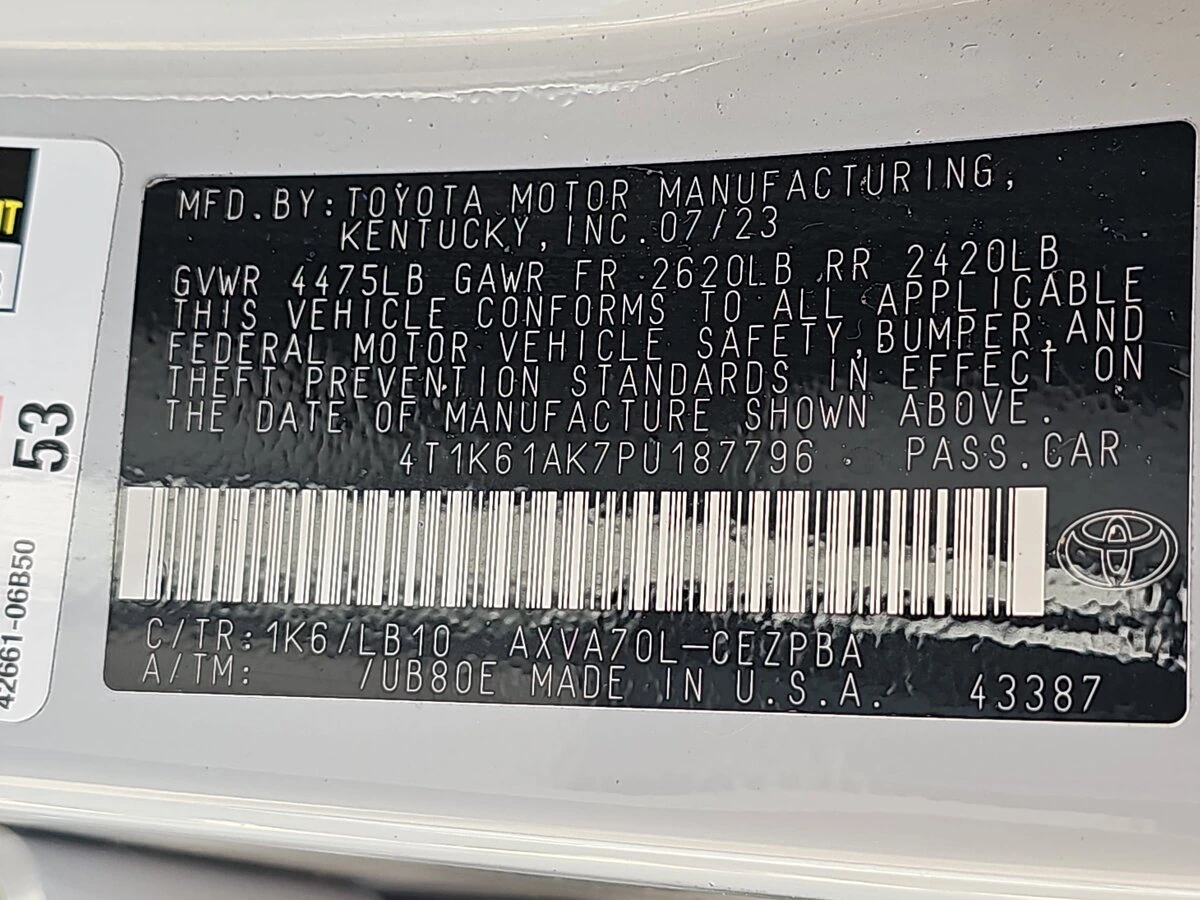 MFD.BY:TOYOTA MOTOR MANUFACTURING,
KENTUCKY,INC.07/23
GVWR 4475LB GAWR FR 2620LB RR 2420LB
THIS VEHICLE CONFORMS TO ALL APPLICABLE
FEDERAL MOTOR VEHICLE SAFETY,BUMPER,AND
THEFT PREVENTION STANDARDS IN EFFECT ON
THE DATE OF MANUFACTURE SHOWN ABOVE.
4T1K61AK7PU187796 PASS.CAR
C/TR:1K6/LB10 AXVA70L-CEZPBA
A/TM: /UB80E MADE IN U.S.A. 43387
53
42661-06B50